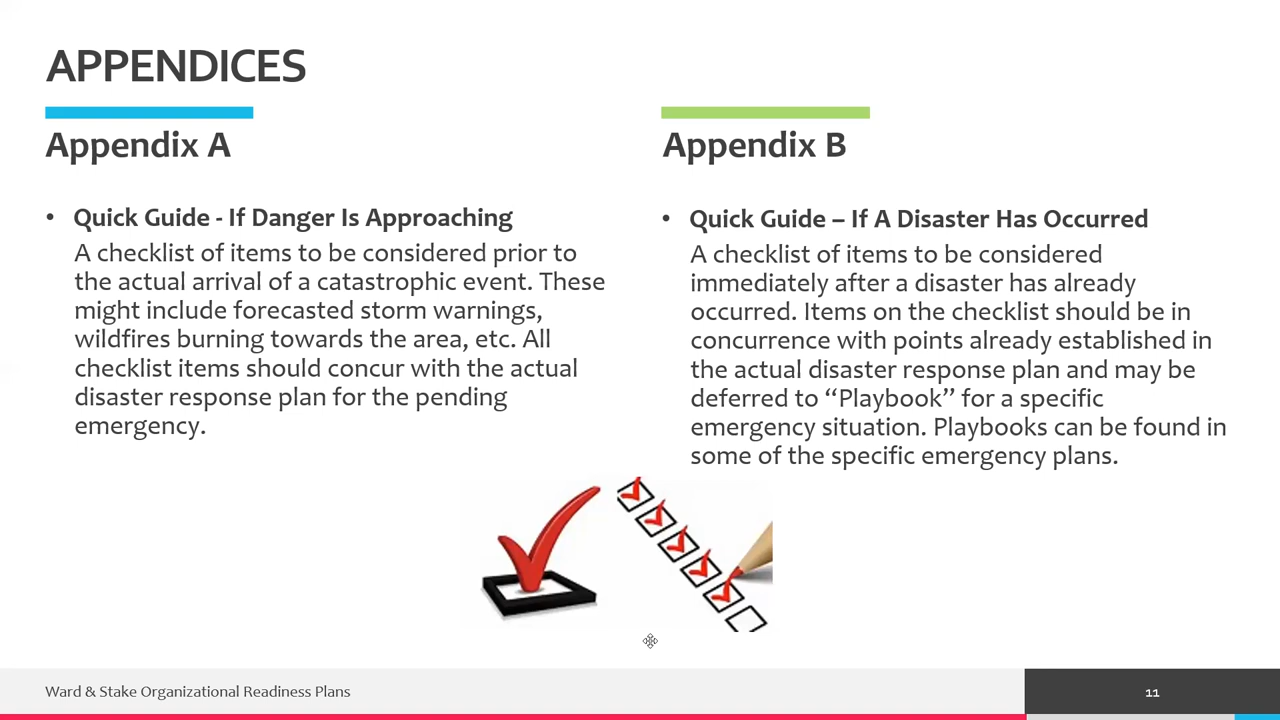 APPENDICES
Appendix A
• Quick Guide - If Danger Is Approaching
A checklist of items to be considered prior to
the actual arrival of a catastrophic event. These
might include forecasted storm warnings,
wildfires burning towards the area, etc. All
checklist items should concur with the actual
disaster response plan for the pending
emergency.
Appendix B
• Quick Guide – If A Disaster Has Occurred
A checklist of items to be considered
immediately after a disaster has already
occurred. Items on the checklist should be in
concurrence with points already established in
the actual disaster response plan and may be
deferred to “Playbook” for a specific
emergency situation. Playbooks can be found in
some of the specific emergency plans.
Ward & Stake Organizational Readiness Plans
11